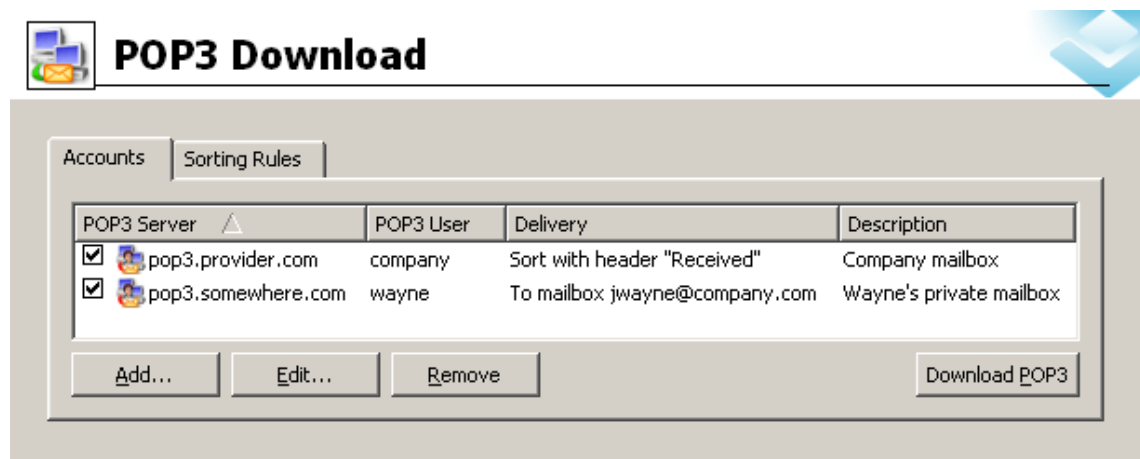 POP3 Download
Accounts Sorting Rules
POP3 Server POP3 User Delivery Description
pop3.provider.com company Sort with header "Received" Company mailbox
pop3.somewhere.com wayne To mailbox jwayne@company.com Wayne's private mailbox
Add... Edit... Remove Download POP3